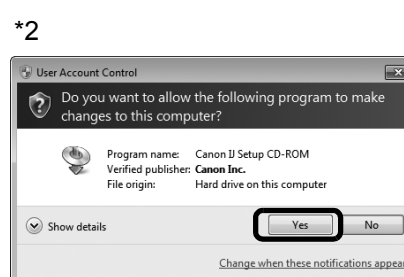 *2
User Account Control
Do you want to allow the following program to make
changes to this computer?
Program name: Canon IJ Setup CD-ROM
Verified publisher: Canon Inc.
File origin: Hard drive on this computer
Show details
Yes
No
Change when these notifications appear